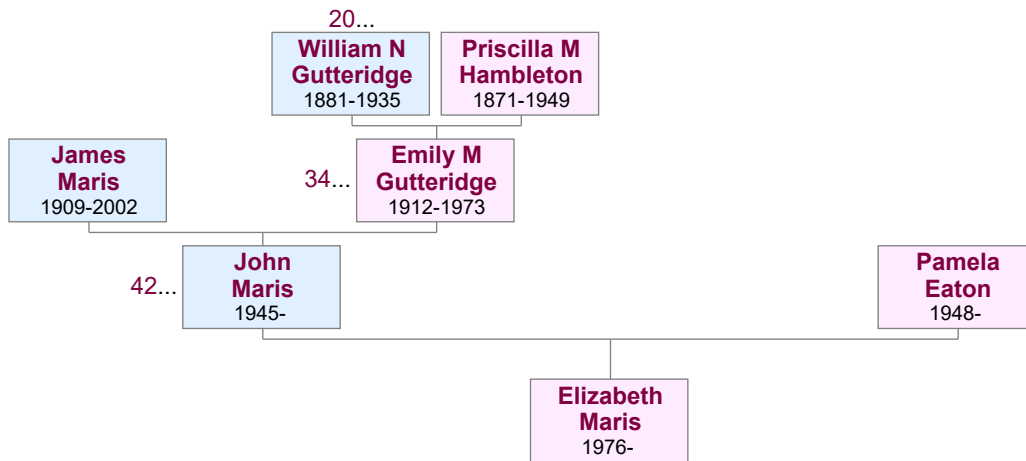 20...
William N
Gutteridge
1881-1935
Priscilla M
Hambleton
1871-1949
James
Maris
1909-2002
34...
Emily M
Gutteridge
1912-1973
42...
John
Maris
1945-
Pamela
Eaton
1948-
Elizabeth
Maris
1976-